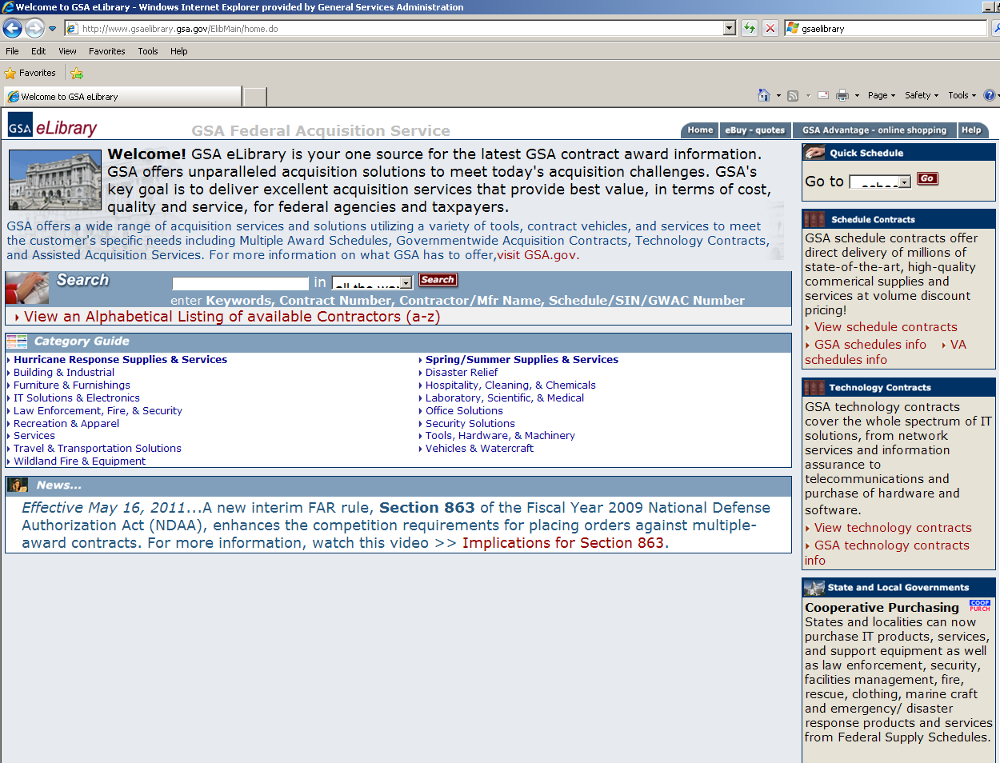 Welcome to GSA eLibrary - Windows Internet Explorer provided by General Services Administration
http://www.gsaelibrary.gsa.gov/ElibMain/home.do
gsaelibrary
File Edit View Favorites Tools Help
Favorites
Welcome to GSA eLibrary
Page Safety Tools
GSA eLibrary
GSA Federal Acquisition Service
Home eBuy - quotes GSA Advantage - online shopping Help
Welcome! GSA eLibrary is your one source for the latest GSA contract award information.
GSA offers unparalleled acquisition solutions to meet today's acquisition challenges. GSA's
key goal is to deliver excellent acquisition services that provide best value, in terms of cost,
quality and service, for federal agencies and taxpayers.
GSA offers a wide range of acquisition services and solutions utilizing a variety of tools, contract vehicles, and services to meet
the customer's specific needs including Multiple Award Schedules, Governmentwide Acquisition Contracts, Technology Contracts,
and Assisted Acquisition Services. For more information on what GSA has to offer,visit GSA.gov.
Search in Search
enter Keywords, Contract Number, Contractor/Mfr Name, Schedule/SIN/GWAC Number
View an Alphabetical Listing of available Contractors (a-z)
Category Guide
Hurricane Response Supplies & Services
Building & Industrial
Furniture & Furnishings
IT Solutions & Electronics
Law Enforcement, Fire, & Security
Recreation & Apparel
Services
Travel & Transportation Solutions
Wildland Fire & Equipment
Spring/Summer Supplies & Services
Disaster Relief
Hospitality, Cleaning, & Chemicals
Laboratory, Scientific, & Medical
Office Solutions
Security Solutions
Tools, Hardware, & Machinery
Vehicles & Watercraft
News...
Effective May 16, 2011...A new interim FAR rule, Section 863 of the Fiscal Year 2009 National Defense
Authorization Act (NDAA), enhances the competition requirements for placing orders against multiple-
award contracts. For more information, watch this video >> Implications for Section 863.
Quick Schedule
Go to Go
Schedule Contracts
GSA schedule contracts offer
direct delivery of millions of
state-of-the-art, high-quality
commerical supplies and
services at volume discount
pricing!
View schedule contracts
GSA schedules info VA
schedules info
Technology Contracts
GSA technology contracts
cover the whole spectrum of IT
solutions, from network
services and information
assurance to
telecommunications and
purchase of hardware and
software.
View technology contracts
GSA technology contracts
info
State and Local Governments
Cooperative Purchasing COOP
PURCH
States and localities can now
purchase IT products, services,
and support equipment as well
as law enforcement, security,
facilities management, fire,
rescue, clothing, marine craft
and emergency/ disaster
response products and services
from Federal Supply Schedules.